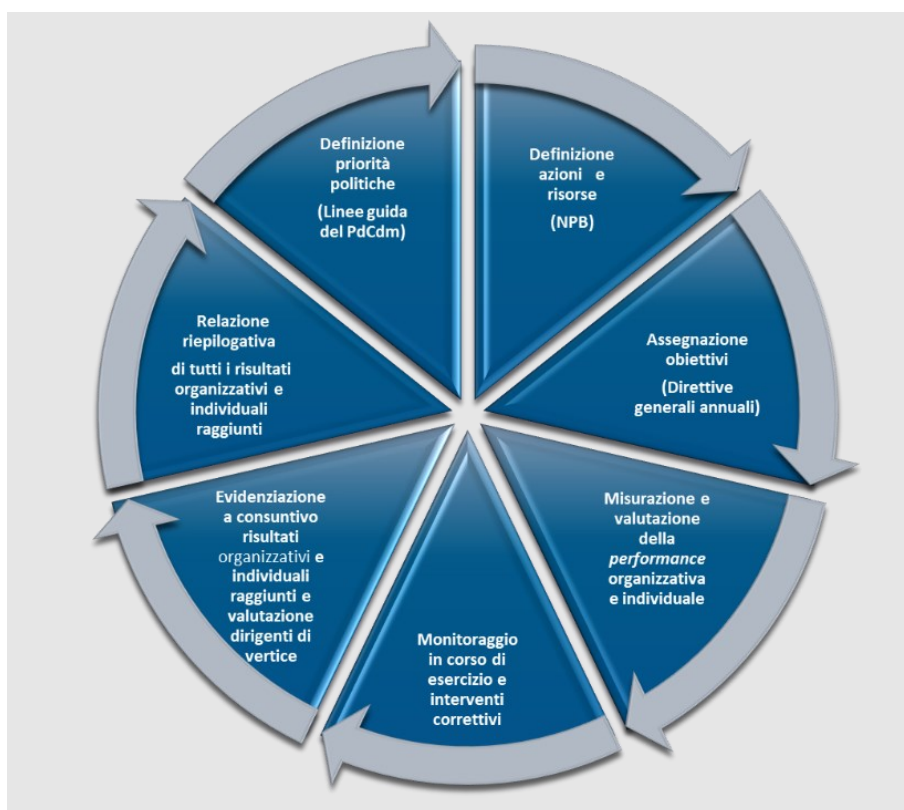 Definizione
priorità
politiche
(Linee guida
del PdCdm)
Definizione
azioni e
risorse
(NPB)
Assegnazione
obiettivi
(Direttive
generali annuali)
Misurazione e
valutazione
della
performance
organizzativa
e individuale
Monitoraggio
in corso di
esercizio e
interventi
correttivi
Evidenziazione
a consuntivo
risultati
organizzativi e
individuali
raggiunti e
valutazione
dirigenti di
vertice
Relazione
riepilogativa
di tutti i risultati
organizzativi e
individuali
raggiunti